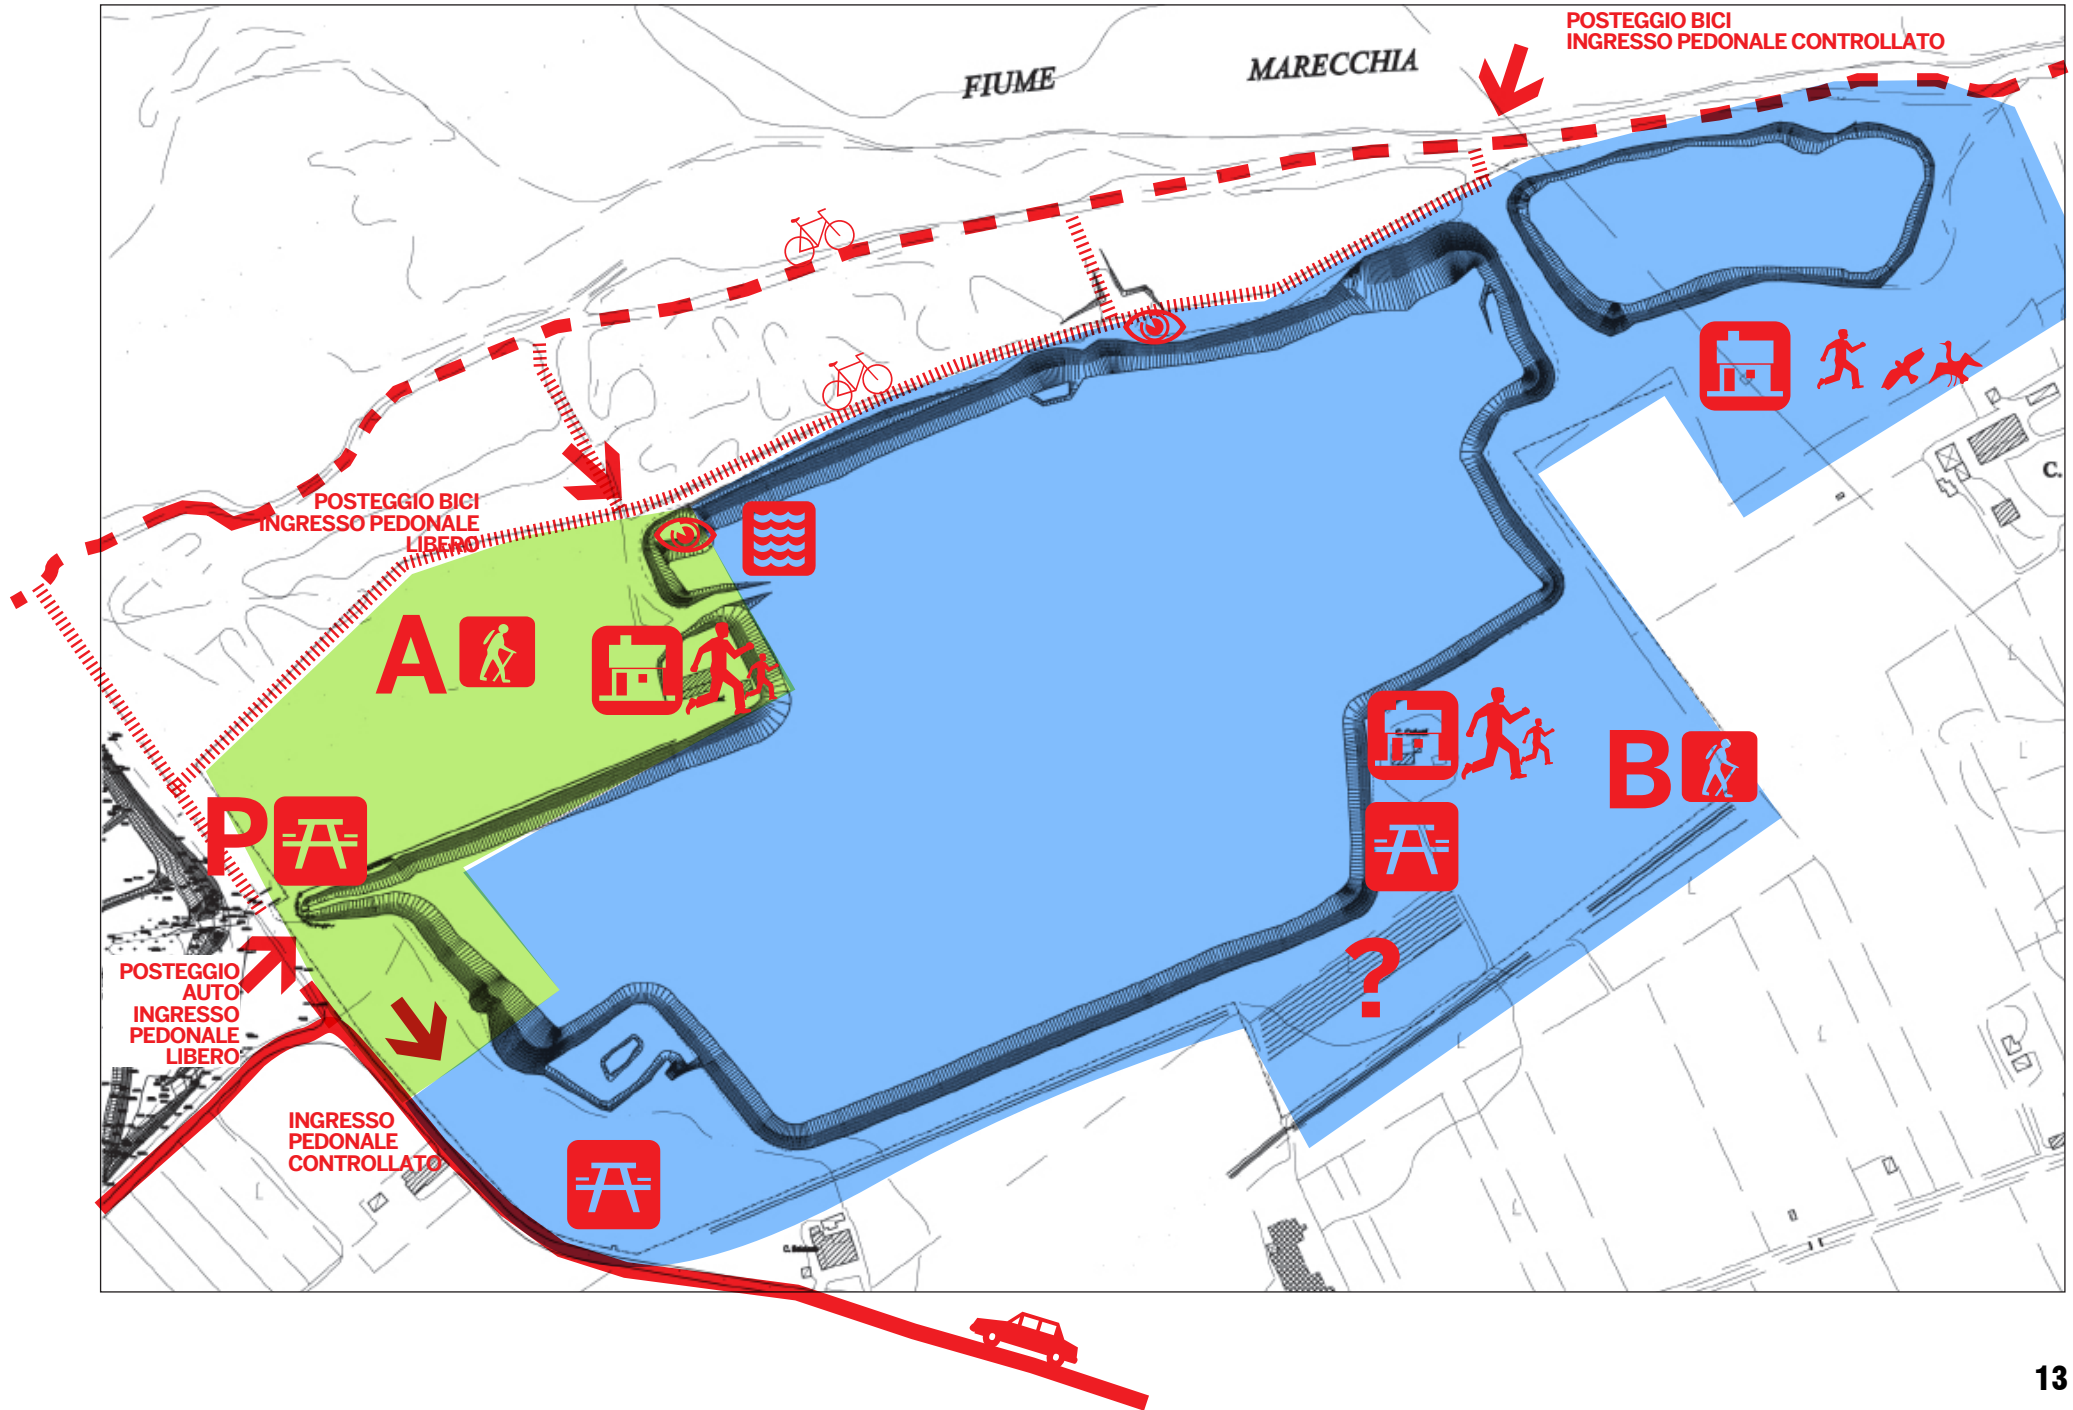 POSTEGGIO BICI
INGRESSO PEDONALE CONTROLLATO
FIUME MARECCHIA
POSTEGGIO BICI
INGRESSO PEDONALE
LIBERO
A
C.
B
P
?
POSTEGGIO
AUTO
INGRESSO
PEDONALE
LIBERO
INGRESSO
PEDONALE
CONTROLLATO
13